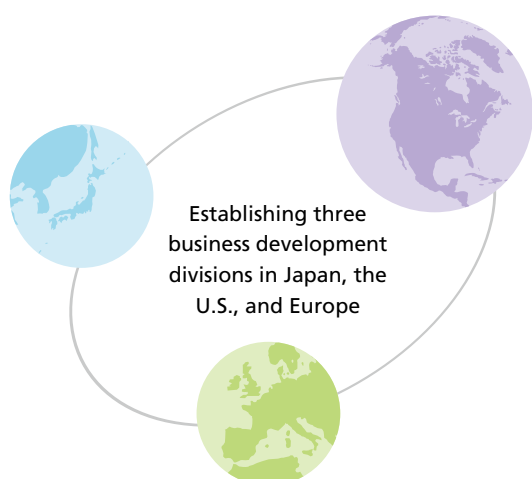 Establishing three
business development
divisions in Japan, the
U.S., and Europe